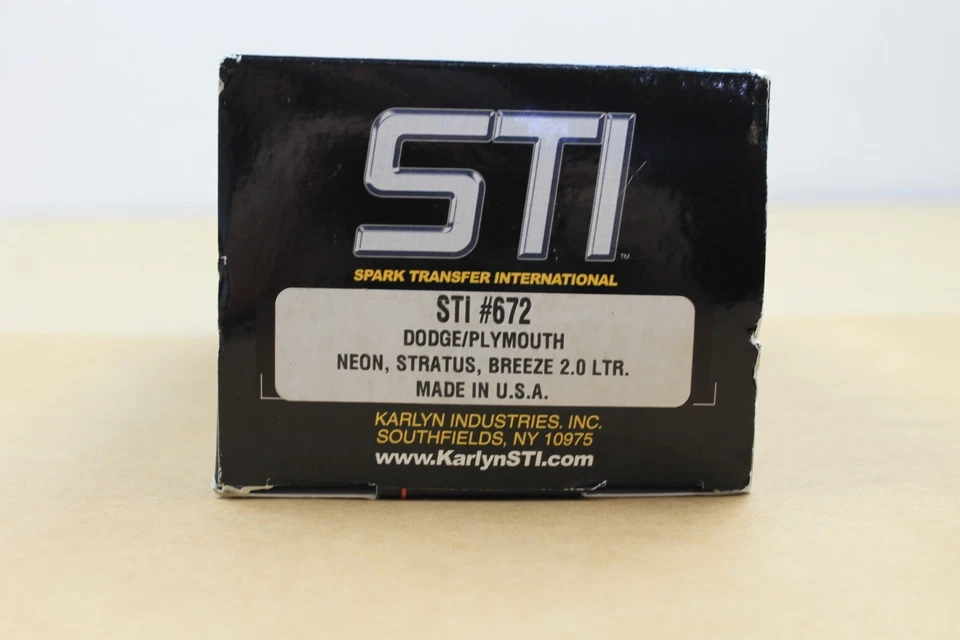 STI™
SPARK TRANSFER INTERNATIONAL
STi #672
DODGE/PLYMOUTH
NEON, STRATUS, BREEZE 2.0 LTR.
MADE IN U.S.A.
KARLYN INDUSTRIES. INC.
SOUTHFIELDS, NY 10975
www.KarlynSTI.com